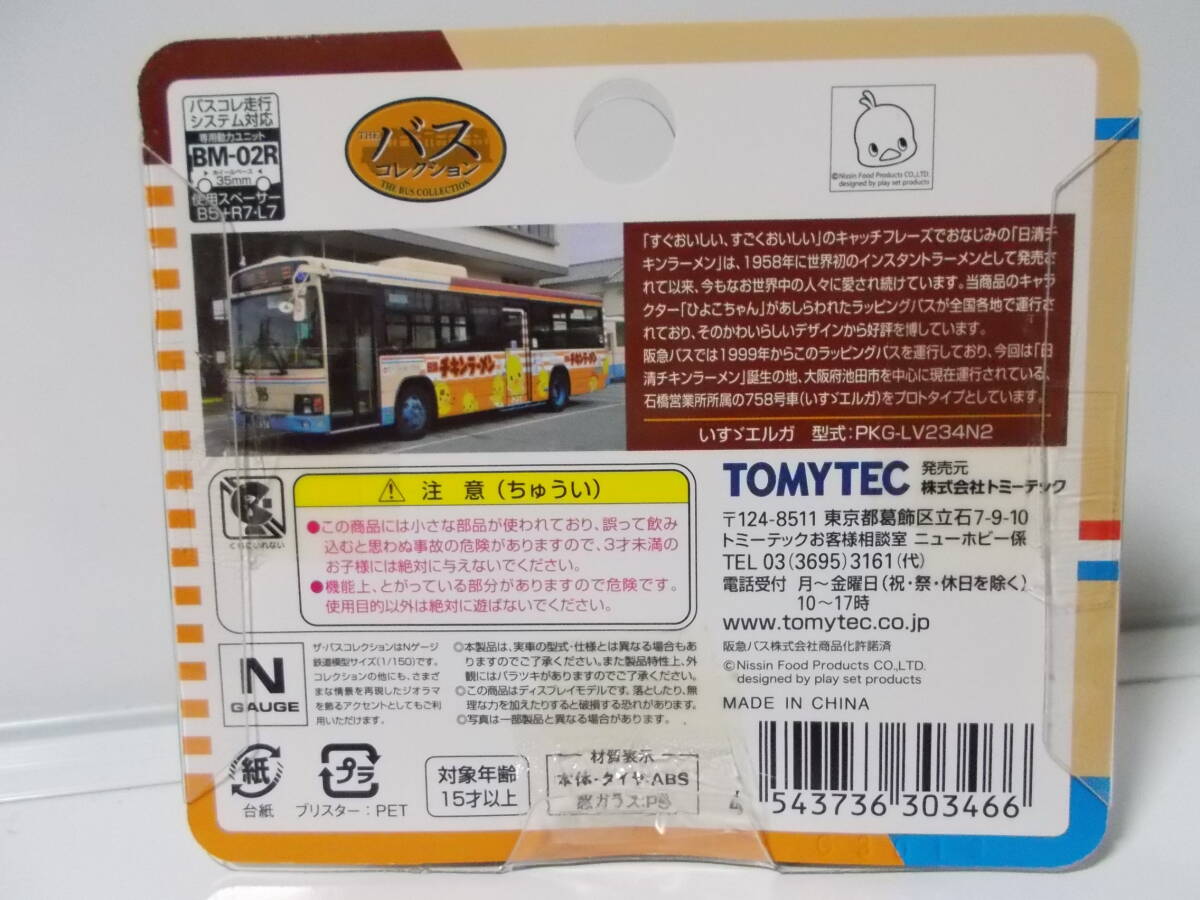 バスコレ走行
システム対応
専用動力ユニット
BM-02R
ホイールベース
35mm
使用スペーサー
B5+R7・L7
THE
バス
コレクション
THE BUS COLLECTION
©Nissin Food Products CO.,LTD.
designed by play set products
「すぐおいしい、すごくおいしい」のキャッチフレーズでおなじみの「日清チ
キンラーメン」は、1958年に世界初のインスタントラーメンとして発売さ
れて以来、今もなお世界中の人々に愛され続けています。当商品のキャラ
クター「ひよこちゃん」があしらわれたラッピングバスが全国各地で運行さ
れており、そのかわいらしいデザインから好評を博しています。
阪急バスでは1999年からこのラッピングバスを運行しており、今回は「日
清チキンラーメン」誕生の地、大阪府池田市を中心に現在運行されている、
石橋営業所所属の758号車(いすゞエルガ)をプロトタイプとしています。
いすゞエルガ 型式:PKG-LV234N2
チキンラーメン
くちにいれない
注 意(ちゅうい)
●この商品には小さな部品が使われており、誤って飲み
込むと思わぬ事故の危険がありますので、3才未満の
お子様には絶対に与えないでください。
●機能上、とがっている部分がありますので危険です。
使用目的以外は絶対に遊ばないでください。
TOMYTEC
発売元
株式会社トミーテック
〒124-8511 東京都葛飾区立石7-9-10
トミーテックお客様相談室 ニューホビー係
TEL 03(3695)3161(代)
電話受付 月~金曜日(祝・祭・休日を除く)
10~17時
www.tomytec.co.jp
阪急バス株式会社商品化許諾済
©Nissin Food Products CO.,LTD.
designed by play set products
MADE IN CHINA
N
GAUGE
ザ・バスコレクションはNゲージ
鉄道模型サイズ(1/150)です。
コレクションの他にも、さまざ
まな情景を再現したジオラマ
を飾るアクセントとしてもご利
用いただけます。
◎本製品は、実車の型式・仕様とは異なる場合もあ
りますのでご了承ください。また製品特性上、外
観にはバラツキがありますがご了承ください。
◎この商品はディスプレイモデルです。落としたり、無
理な力を加えたりすると破損する恐れがあります。
◎写真は一部製品と異なる場合があります。
紙
台紙
プラ
ブリスター:PET
対象年齢
15才以上
材質表示
本体・タイヤ:ABS
窓ガラス:PS
4 543736 303466